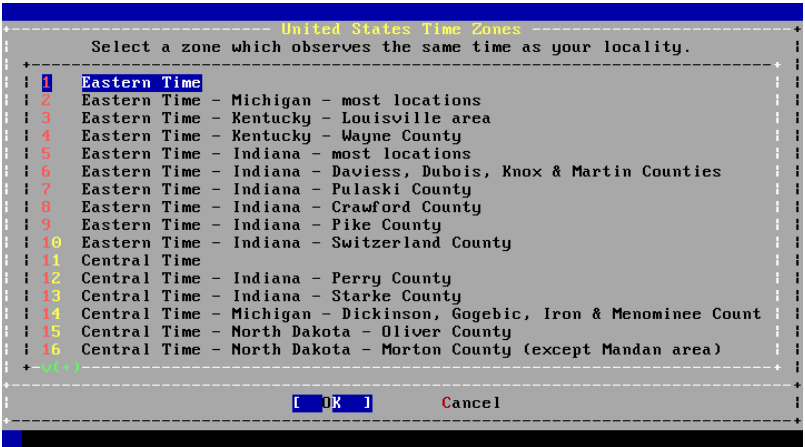 United States Time Zones
Select a zone which observes the same time as your locality.
1 Eastern Time
2 Eastern Time - Michigan - most locations
3 Eastern Time - Kentucky - Louisville area
4 Eastern Time - Kentucky - Wayne County
5 Eastern Time - Indiana - most locations
6 Eastern Time - Indiana - Daviess, Dubois, Knox & Martin Counties
7 Eastern Time - Indiana - Pulaski County
8 Eastern Time - Indiana - Crawford County
9 Eastern Time - Indiana - Pike County
10 Eastern Time - Indiana - Switzerland County
11 Central Time
12 Central Time - Indiana - Perry County
13 Central Time - Indiana - Starke County
14 Central Time - Michigan - Dickinson, Gogebic, Iron & Menominee Count
15 Central Time - North Dakota - Oliver County
16 Central Time - North Dakota - Morton County (except Mandan area)
v(+)
[ OK ] Cancel